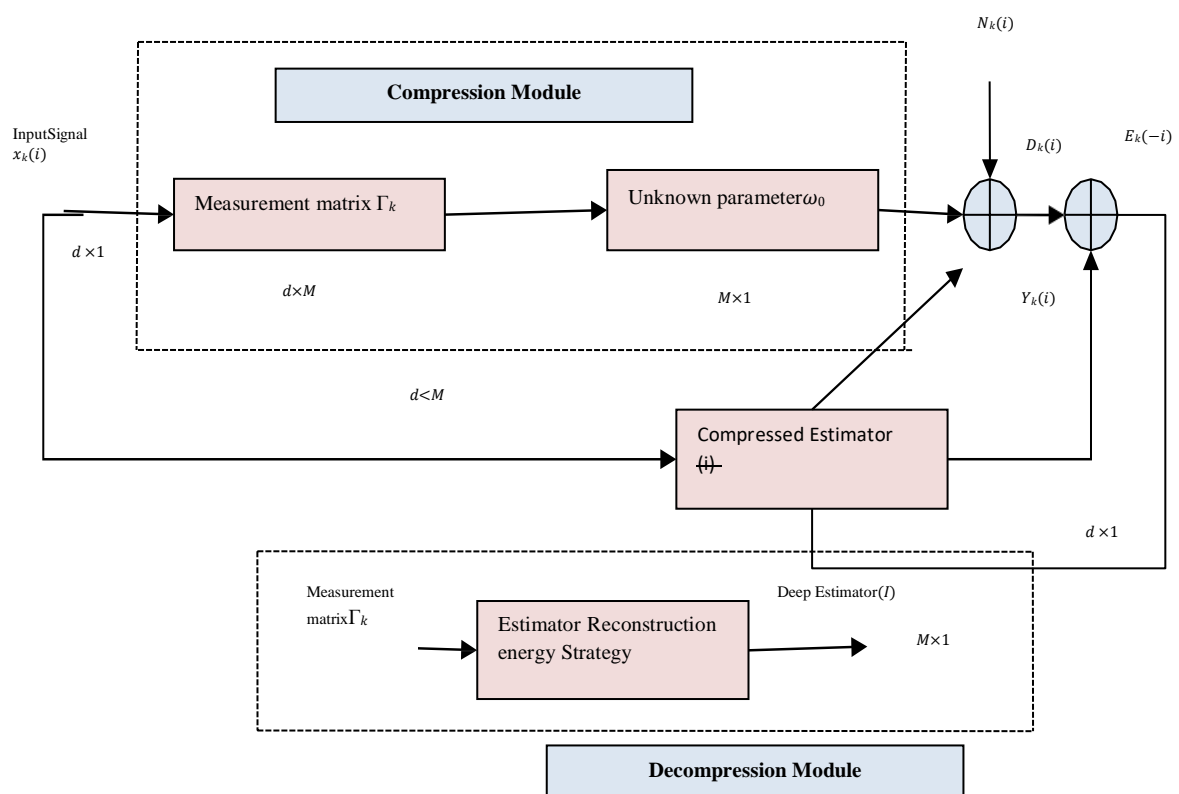 N_k(i)
Compression Module
InputSignal
x_k(i)
D_k(i)
E_k(−i)
Measurement matrix Γ_k
Unknown parameterω_0
d ×1
d×M
M×1
Y_k(i)
d<M
Compressed Estimator
(i)
d ×1
Measurement
matrixΓ_k
Deep Estimator(I)
Estimator Reconstruction
energy Strategy
M×1
Decompression Module